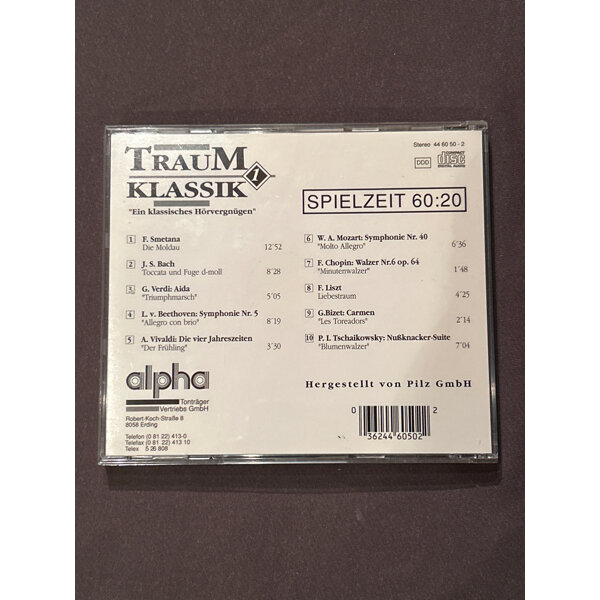 TRAUM
KLASSIK 1
"Ein klassisches Hörvergnügen"
Stereo 44 60 50 - 2
DDD
COMPACT
disc
DIGITAL AUDIO
SPIELZEIT 60:20
1 F. Smetana
Die Moldau 12'52
2 J. S. Bach
Toccata und Fuge d-moll 8'28
3 G. Verdi: Aida
"Triumphmarsch" 5'05
4 L. v. Beethoven: Symphonie Nr. 5
"Allegro con brio" 8'19
5 A. Vivaldi: Die vier Jahreszeiten
"Der Frühling" 3'30
6 W. A. Mozart: Symphonie Nr. 40
"Molto Allegro" 6'36
7 F. Chopin: Walzer Nr.6 op. 64
"Minutenwalzer" 1'48
8 F. Liszt
Liebestraum 4'25
9 G.Bizet: Carmen
"Les Toreadors" 2'14
10 P. I. Tschaikowsky: Nußknacker-Suite
"Blumenwalzer" 7'04
alpha
Tonträger
Vertriebs GmbH
Robert-Koch-Straße 8
8058 Erding
Telefon (0 81 22) 413-0
Telefax (0 81 22) 413 10
Telex 5 26 808
Hergestellt von Pilz GmbH
0 36244 60502 2